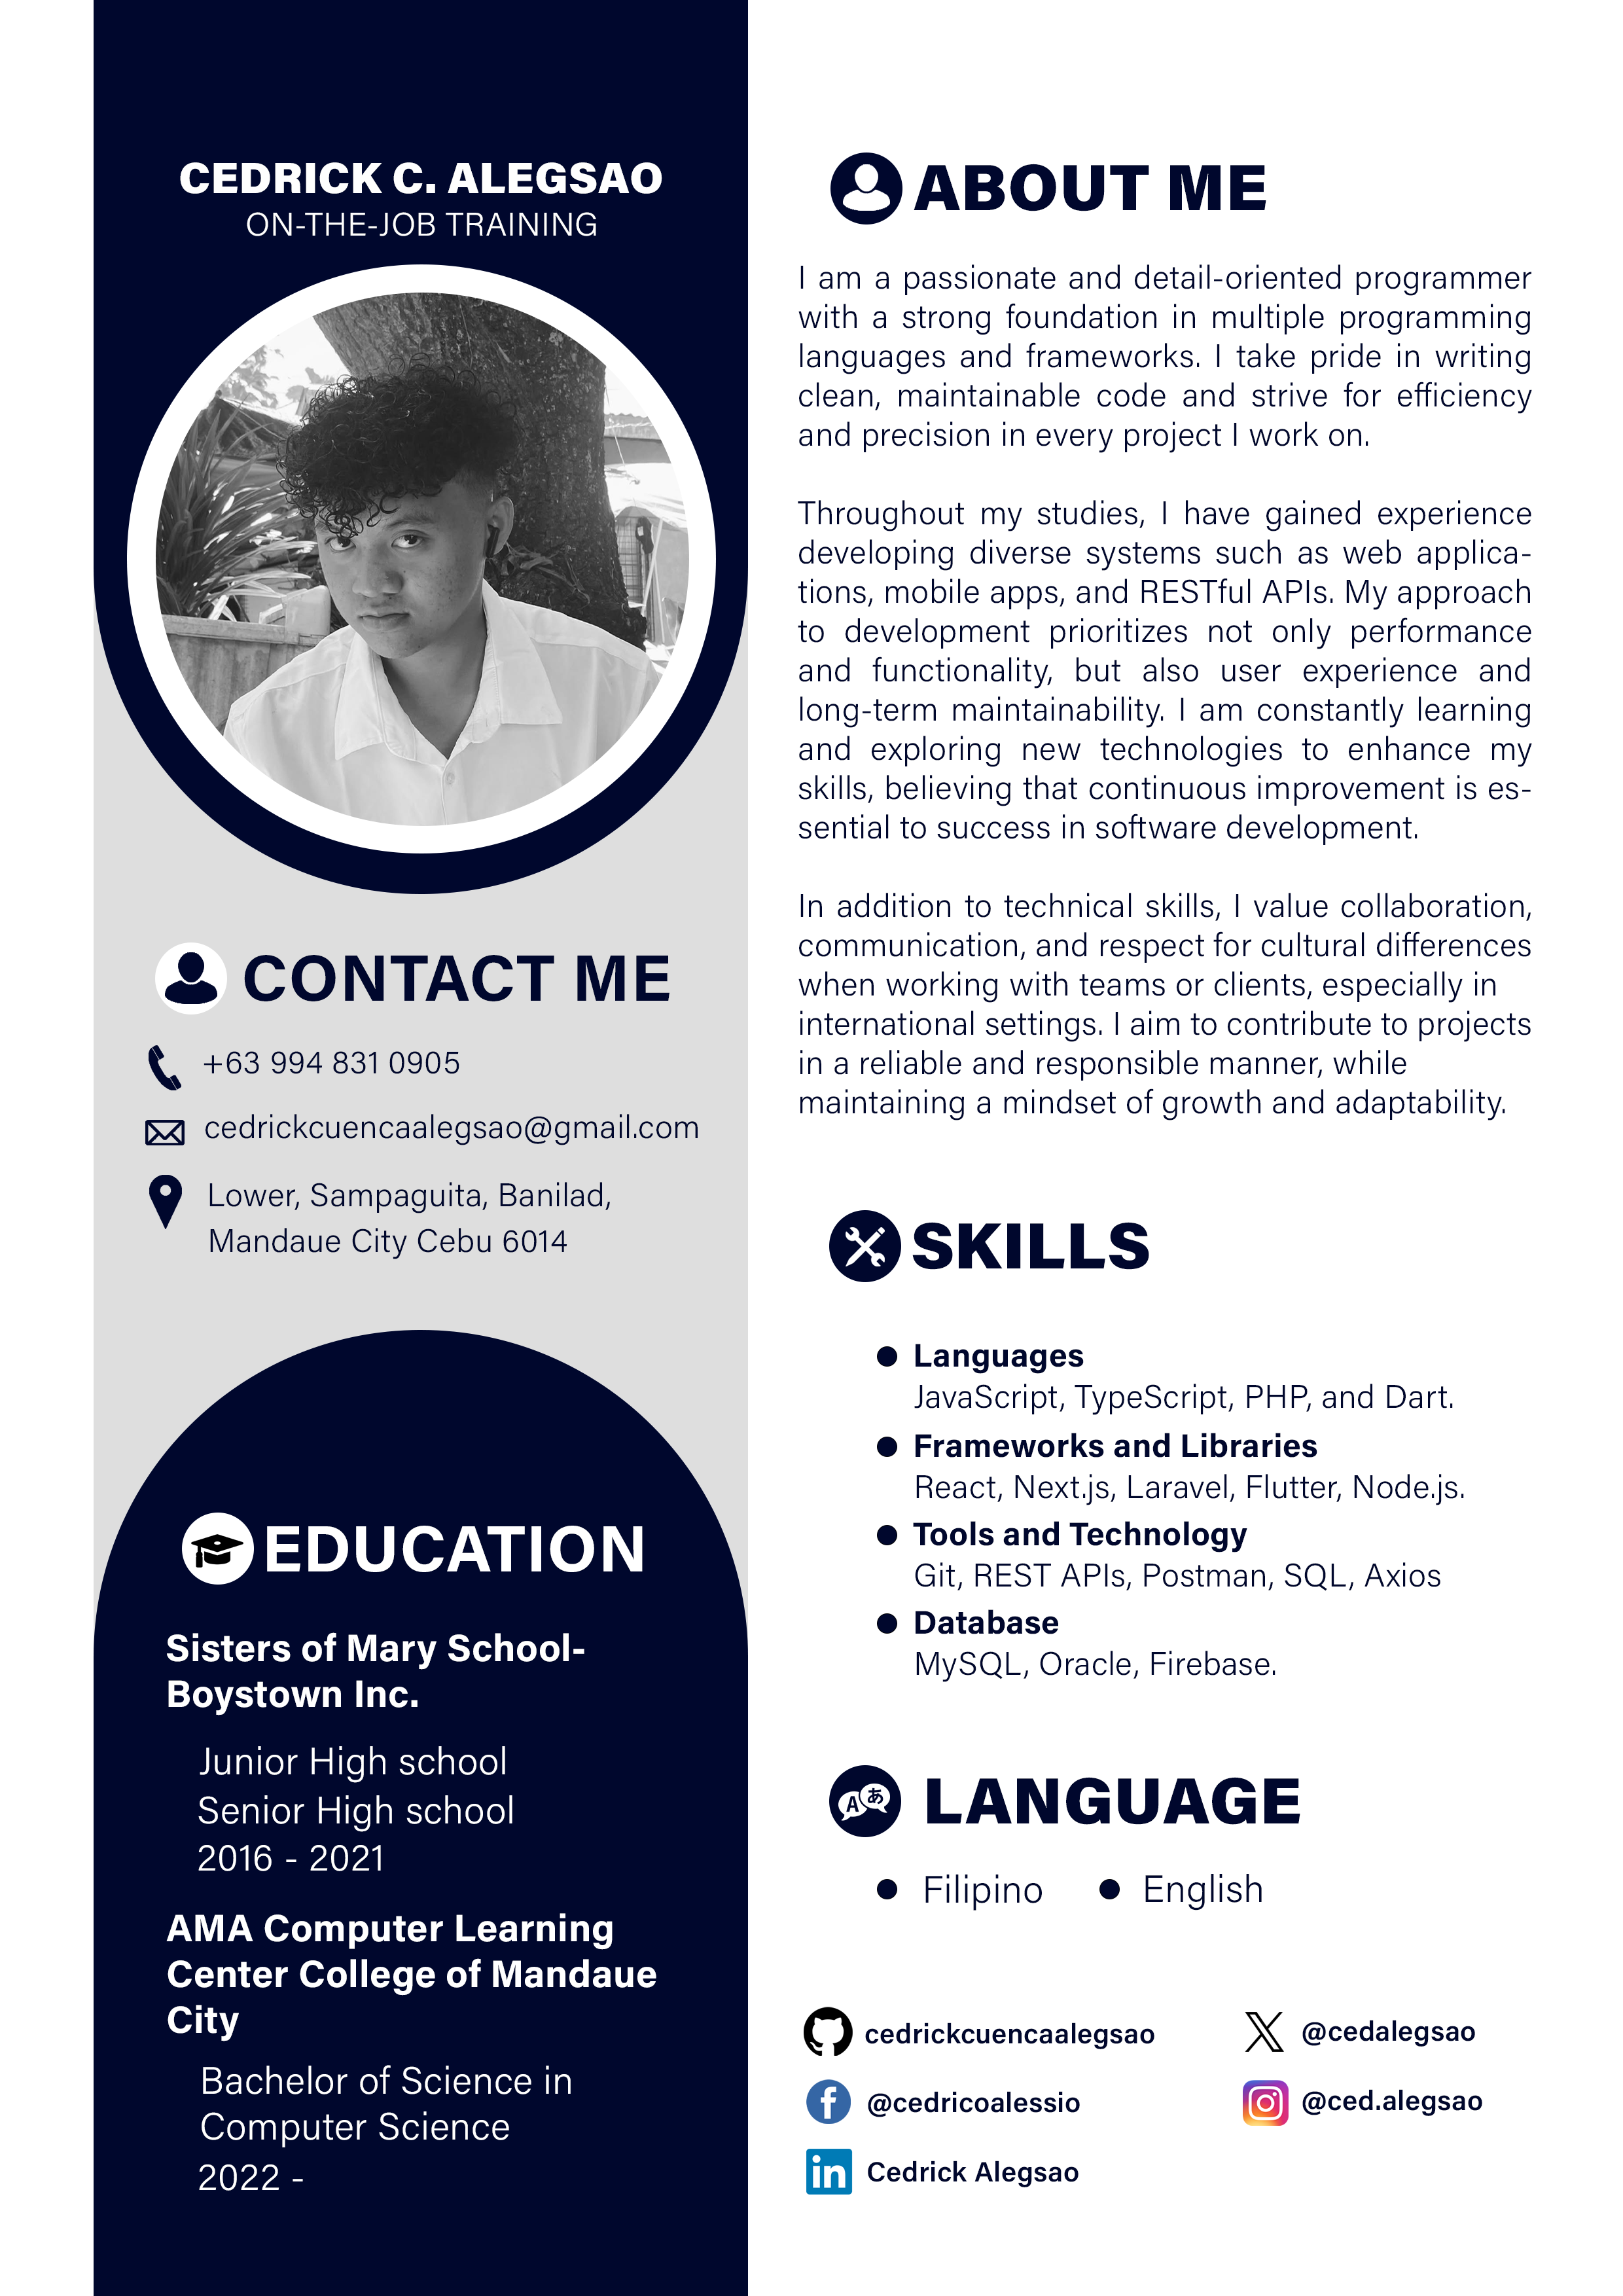 CEDRICK C. ALEGSAO
ON-THE-JOB TRAINING
CONTACT ME
+63 994 831 0905
cedrickcuencaalegsao@gmail.com
Lower, Sampaguita, Banilad,
Mandaue City Cebu 6014
EDUCATION
Sisters of Mary School-
Boystown Inc.
Junior High school
Senior High school
2016 - 2021
AMA Computer Learning
Center College of Mandaue
City
Bachelor of Science in
Computer Science
2022 -
ABOUT ME
I am a passionate and detail-oriented programmer
with a strong foundation in multiple programming
languages and frameworks. I take pride in writing
clean, maintainable code and strive for efficiency
and precision in every project I work on.
Throughout my studies, I have gained experience
developing diverse systems such as web applica-
tions, mobile apps, and RESTful APIs. My approach
to development prioritizes not only performance
and functionality, but also user experience and
long-term maintainability. I am constantly learning
and exploring new technologies to enhance my
skills, believing that continuous improvement is es-
sential to success in software development.
In addition to technical skills, I value collaboration,
communication, and respect for cultural differences
when working with teams or clients, especially in
international settings. I aim to contribute to projects
in a reliable and responsible manner, while
maintaining a mindset of growth and adaptability.
SKILLS
Languages
JavaScript, TypeScript, PHP, and Dart.
Frameworks and Libraries
React, Next.js, Laravel, Flutter, Node.js.
Tools and Technology
Git, REST APIs, Postman, SQL, Axios
Database
MySQL, Oracle, Firebase.
A あ
LANGUAGE
Filipino
English
cedrickcuencaalegsao
@cedalegsao
f @cedricoalessio
@ced.alegsao
in Cedrick Alegsao